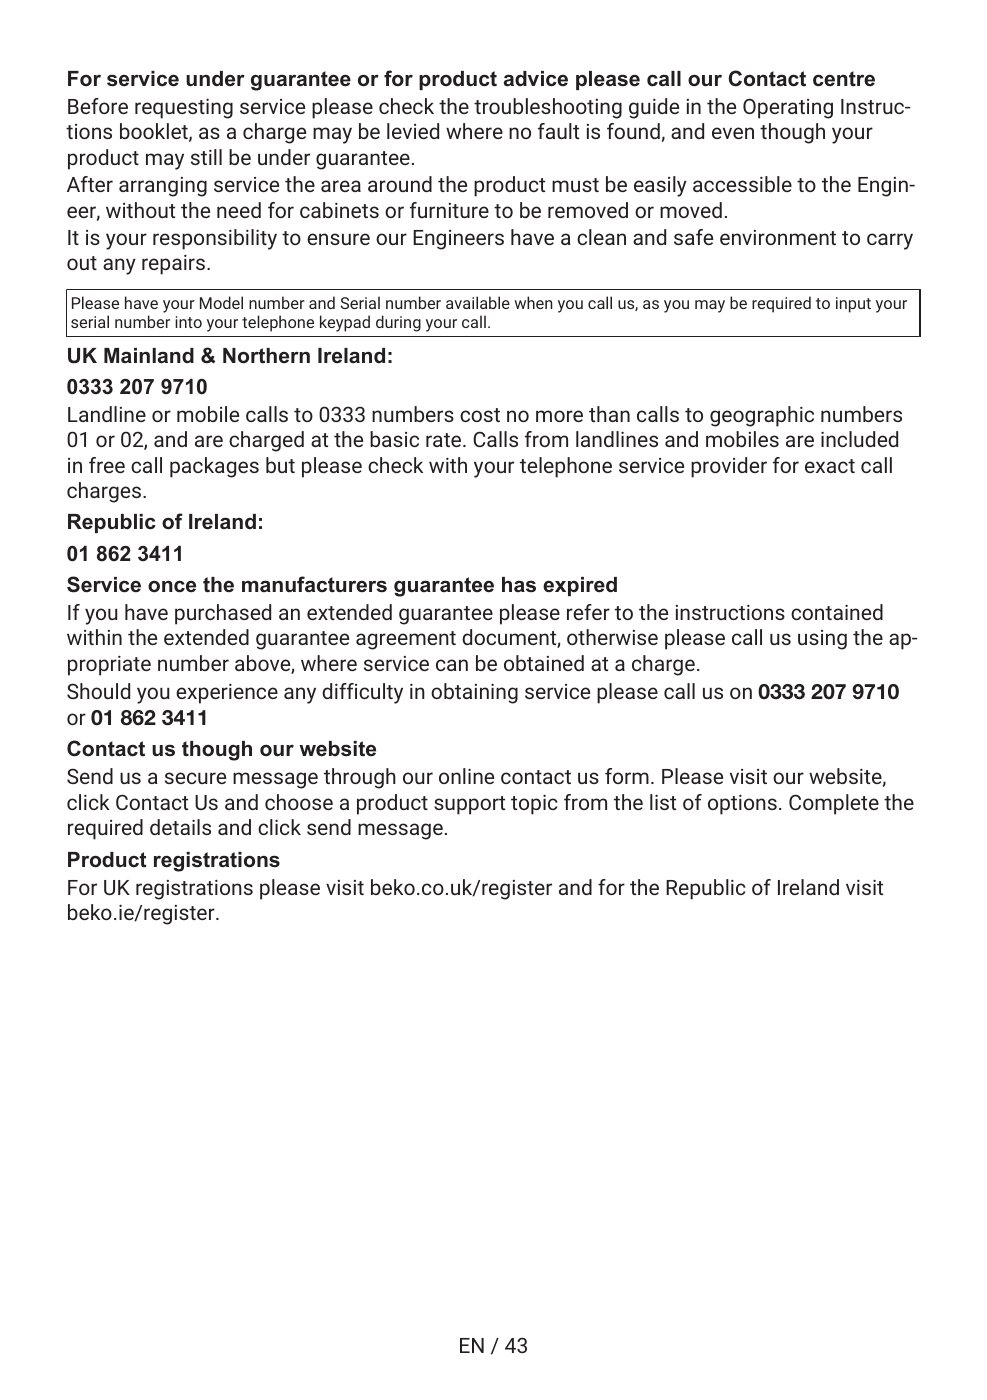 For service under guarantee or for product advice please call our Contact centre
Before requesting service please check the troubleshooting guide in the Operating Instruc-
tions booklet, as a charge may be levied where no fault is found, and even though your
product may still be under guarantee.
After arranging service the area around the product must be easily accessible to the Engin-
eer, without the need for cabinets or furniture to be removed or moved.
It is your responsibility to ensure our Engineers have a clean and safe environment to carry
out any repairs.
Please have your Model number and Serial number available when you call us, as you may be required to input your
serial number into your telephone keypad during your call.
UK Mainland & Northern Ireland:
0333 207 9710
Landline or mobile calls to 0333 numbers cost no more than calls to geographic numbers
01 or 02, and are charged at the basic rate. Calls from landlines and mobiles are included
in free call packages but please check with your telephone service provider for exact call
charges.
Republic of Ireland:
01 862 3411
Service once the manufacturers guarantee has expired
If you have purchased an extended guarantee please refer to the instructions contained
within the extended guarantee agreement document, otherwise please call us using the ap-
propriate number above, where service can be obtained at a charge.
Should you experience any difficulty in obtaining service please call us on 0333 207 9710
or 01 862 3411
Contact us though our website
Send us a secure message through our online contact us form. Please visit our website,
click Contact Us and choose a product support topic from the list of options. Complete the
required details and click send message.
Product registrations
For UK registrations please visit beko.co.uk/register and for the Republic of Ireland visit
beko.ie/register.
EN / 43